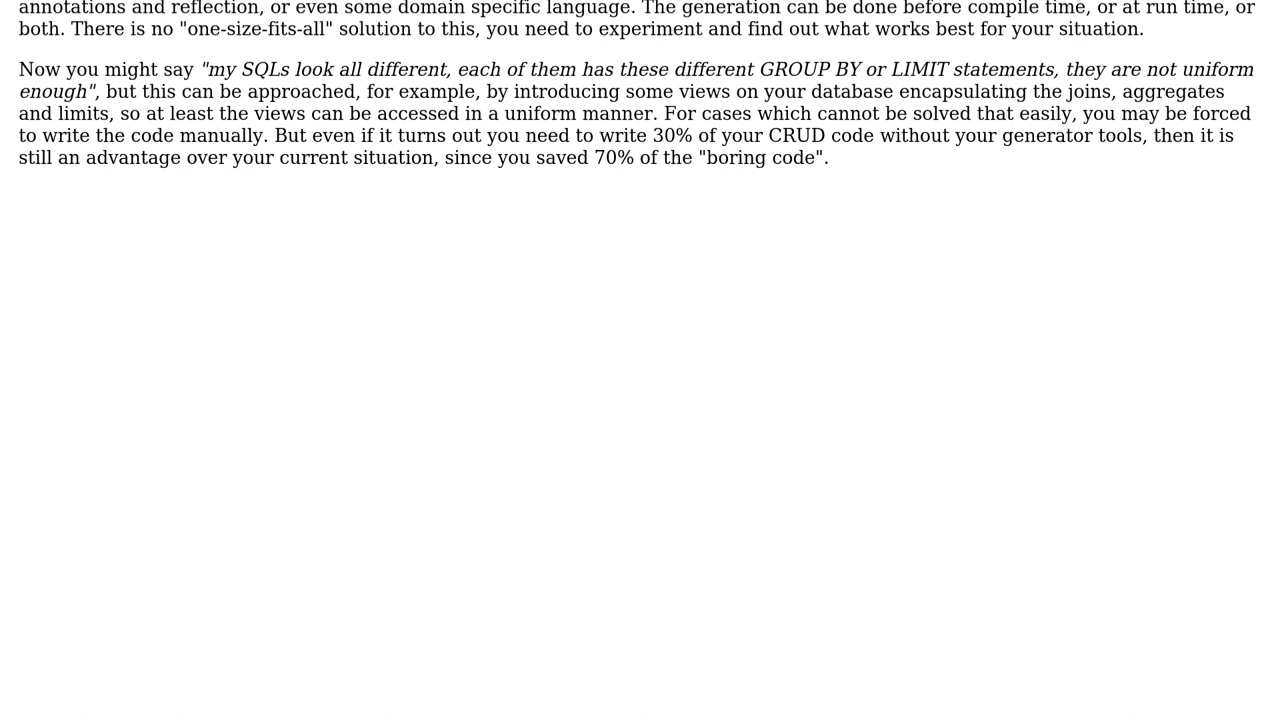 annotations and reflection, or even some domain specific language. The generation can be done before compile time, or at run time, or
both. There is no "one-size-fits-all" solution to this, you need to experiment and find out what works best for your situation.
Now you might say "my SQLs look all different, each of them has these different GROUP BY or LIMIT statements, they are not uniform
enough", but this can be approached, for example, by introducing some views on your database encapsulating the joins, aggregates
and limits, so at least the views can be accessed in a uniform manner. For cases which cannot be solved that easily, you may be forced
to write the code manually. But even if it turns out you need to write 30% of your CRUD code without your generator tools, then it is
still an advantage over your current situation, since you saved 70% of the "boring code".